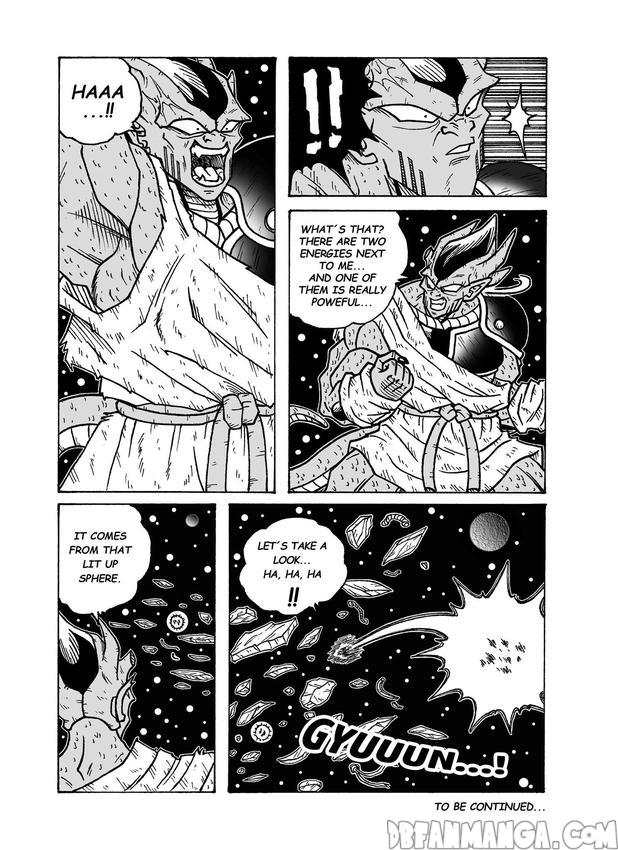 HAAA
...!!
!!
WHAT´S THAT?
THERE ARE TWO
ENERGIES NEXT
TO ME...
AND ONE OF
THEM IS REALLY
POWEFUL...
IT COMES
FROM THAT
LIT UP
SPHERE.
LET´S TAKE A
LOOK...
HA, HA, HA
!!
GYUUUN...!
TO BE CONTINUED...
DBFANMANGA.COM!